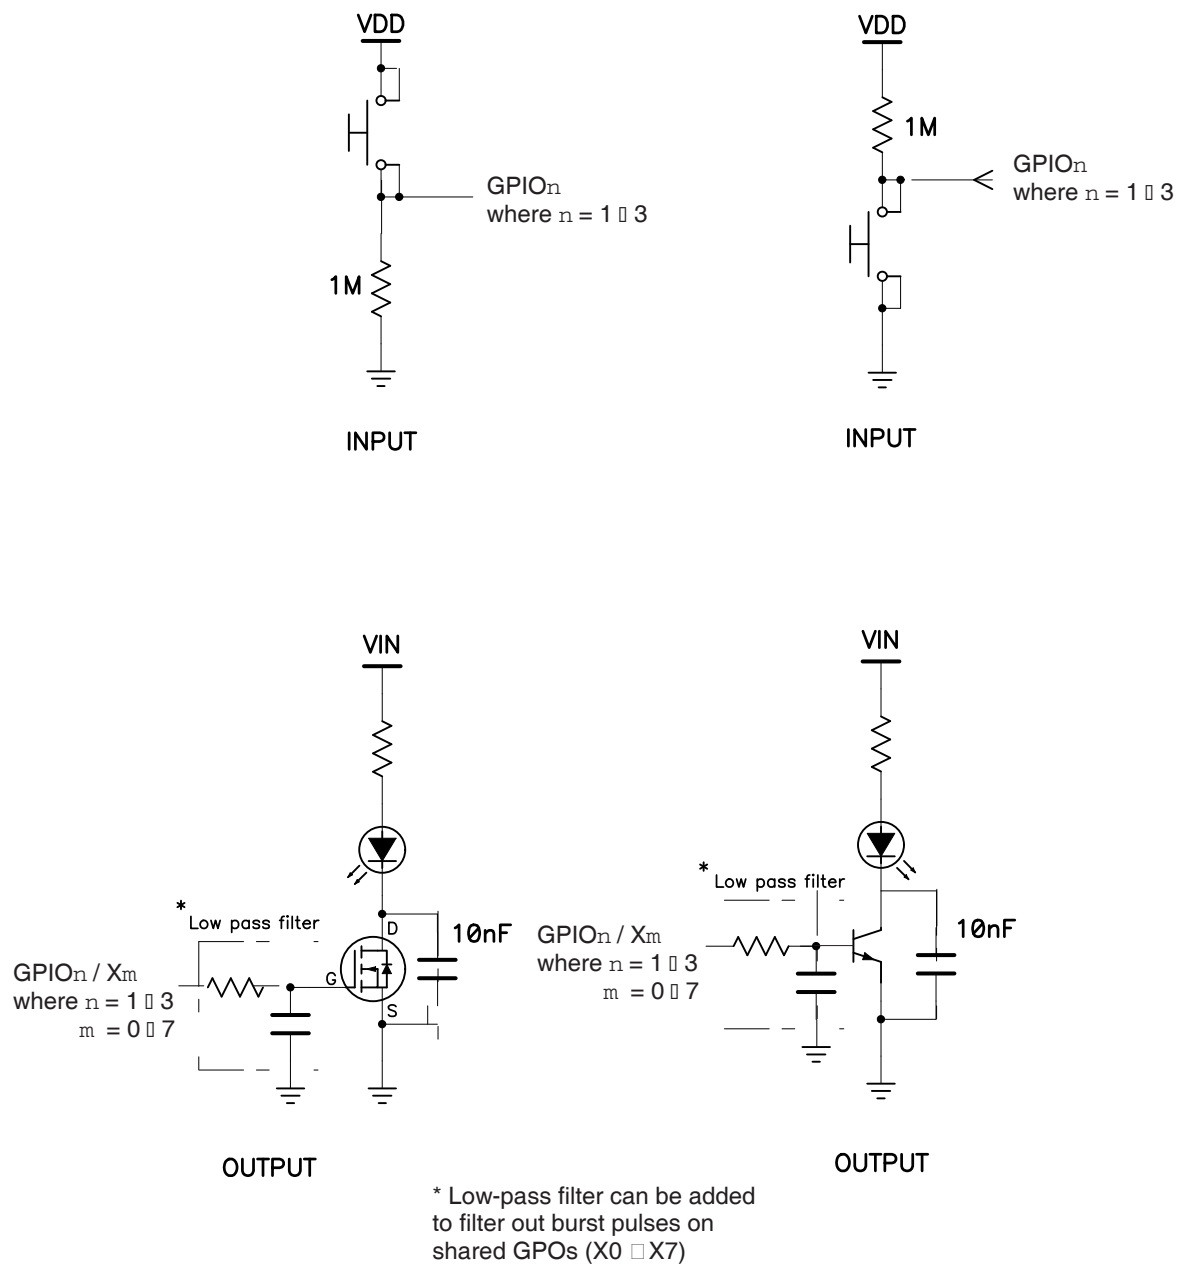 VDD
1M
GPIOn
where n = 1 ▯ 3
INPUT
VDD
1M
GPIOn
where n = 1 ▯ 3
INPUT
VIN
* Low pass filter
D
10nF
G
S
GPIOn / Xm
where n = 1 ▯ 3
m = 0 ▯ 7
OUTPUT
VIN
* Low pass filter
10nF
GPIOn / Xm
where n = 1 ▯ 3
m = 0 ▯ 7
OUTPUT
* Low-pass filter can be added
to filter out burst pulses on
shared GPOs (X0 □ X7)